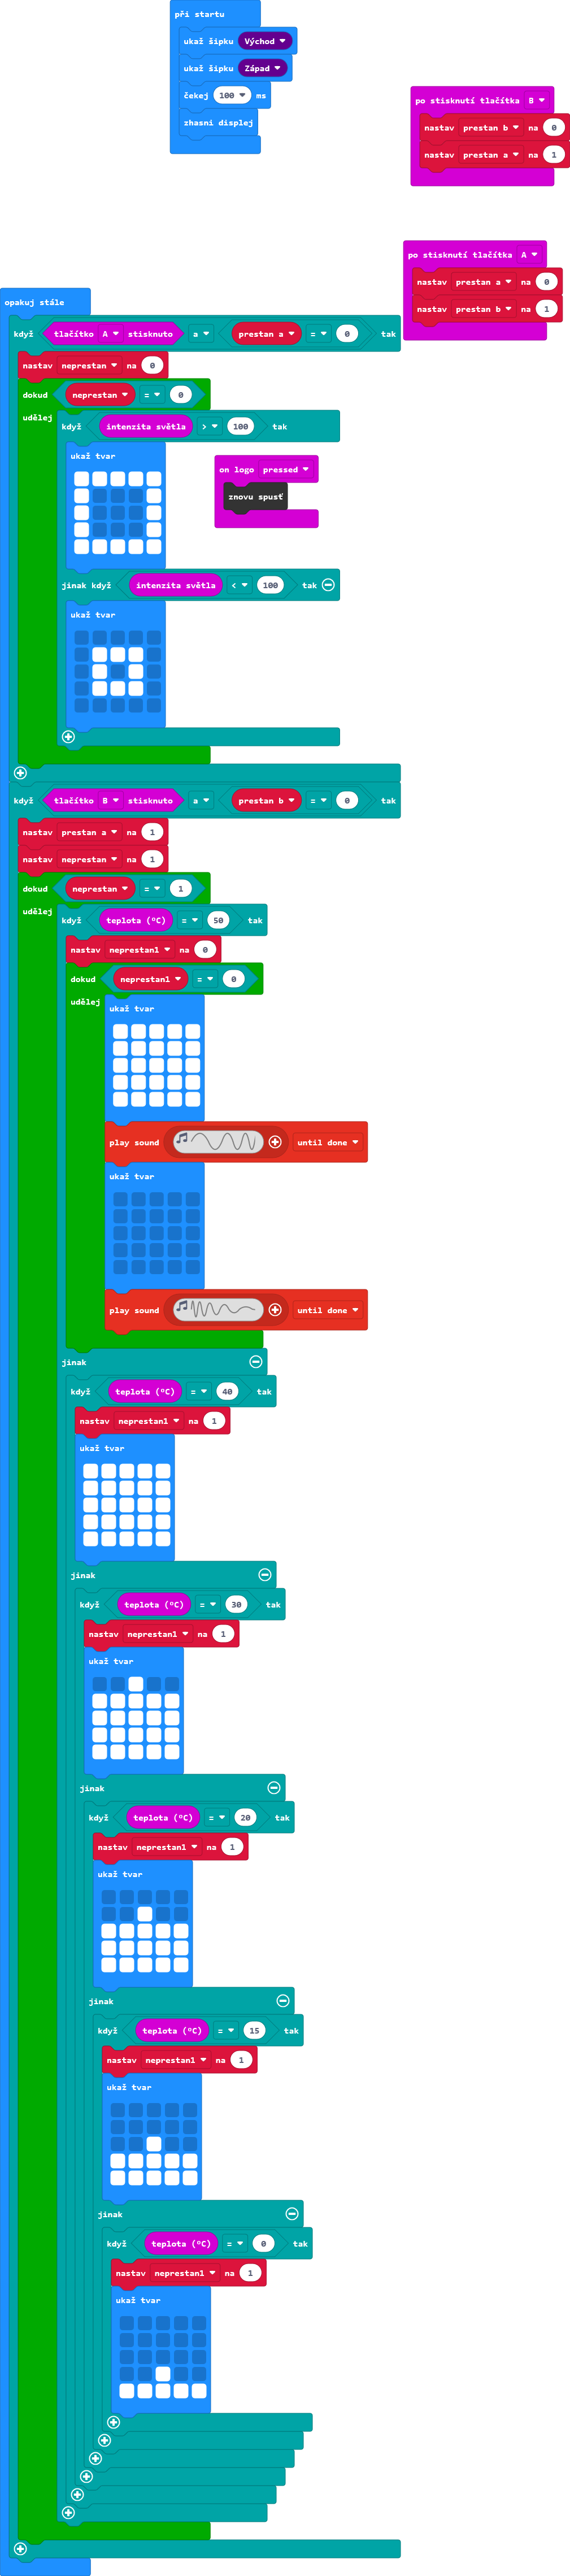 při startu
ukaž šipku Východ
ukaž šipku Západ
čekej 100 ms
zhasni displej
po stisknutí tlačítka B
nastav prestan b na 0
nastav prestan a na 1
po stisknutí tlačítka A
nastav prestan a na 0
nastav prestan b na 1
opakuj stále
když tlačítko A stisknuto a prestan a = 0 tak
nastav neprestan na 0
dokud neprestan = 0
udělej
když intenzita světla > 100 tak
ukaž tvar
on logo pressed
znovu spusť
jinak když intenzita světla < 100 tak
ukaž tvar
když tlačítko B stisknuto a prestan b = 0 tak
nastav prestan a na 1
nastav neprestan na 1
dokud neprestan = 1
udělej
když teplota (°C) = 50 tak
nastav neprestan1 na 0
dokud neprestan1 = 0
udělej
ukaž tvar
play sound until done
ukaž tvar
play sound until done
jinak
když teplota (°C) = 40 tak
nastav neprestan1 na 1
ukaž tvar
jinak
když teplota (°C) = 30 tak
nastav neprestan1 na 1
ukaž tvar
jinak
když teplota (°C) = 20 tak
nastav neprestan1 na 1
ukaž tvar
jinak
když teplota (°C) = 15 tak
nastav neprestan1 na 1
ukaž tvar
jinak
když teplota (°C) = 0 tak
nastav neprestan1 na 1
ukaž tvar